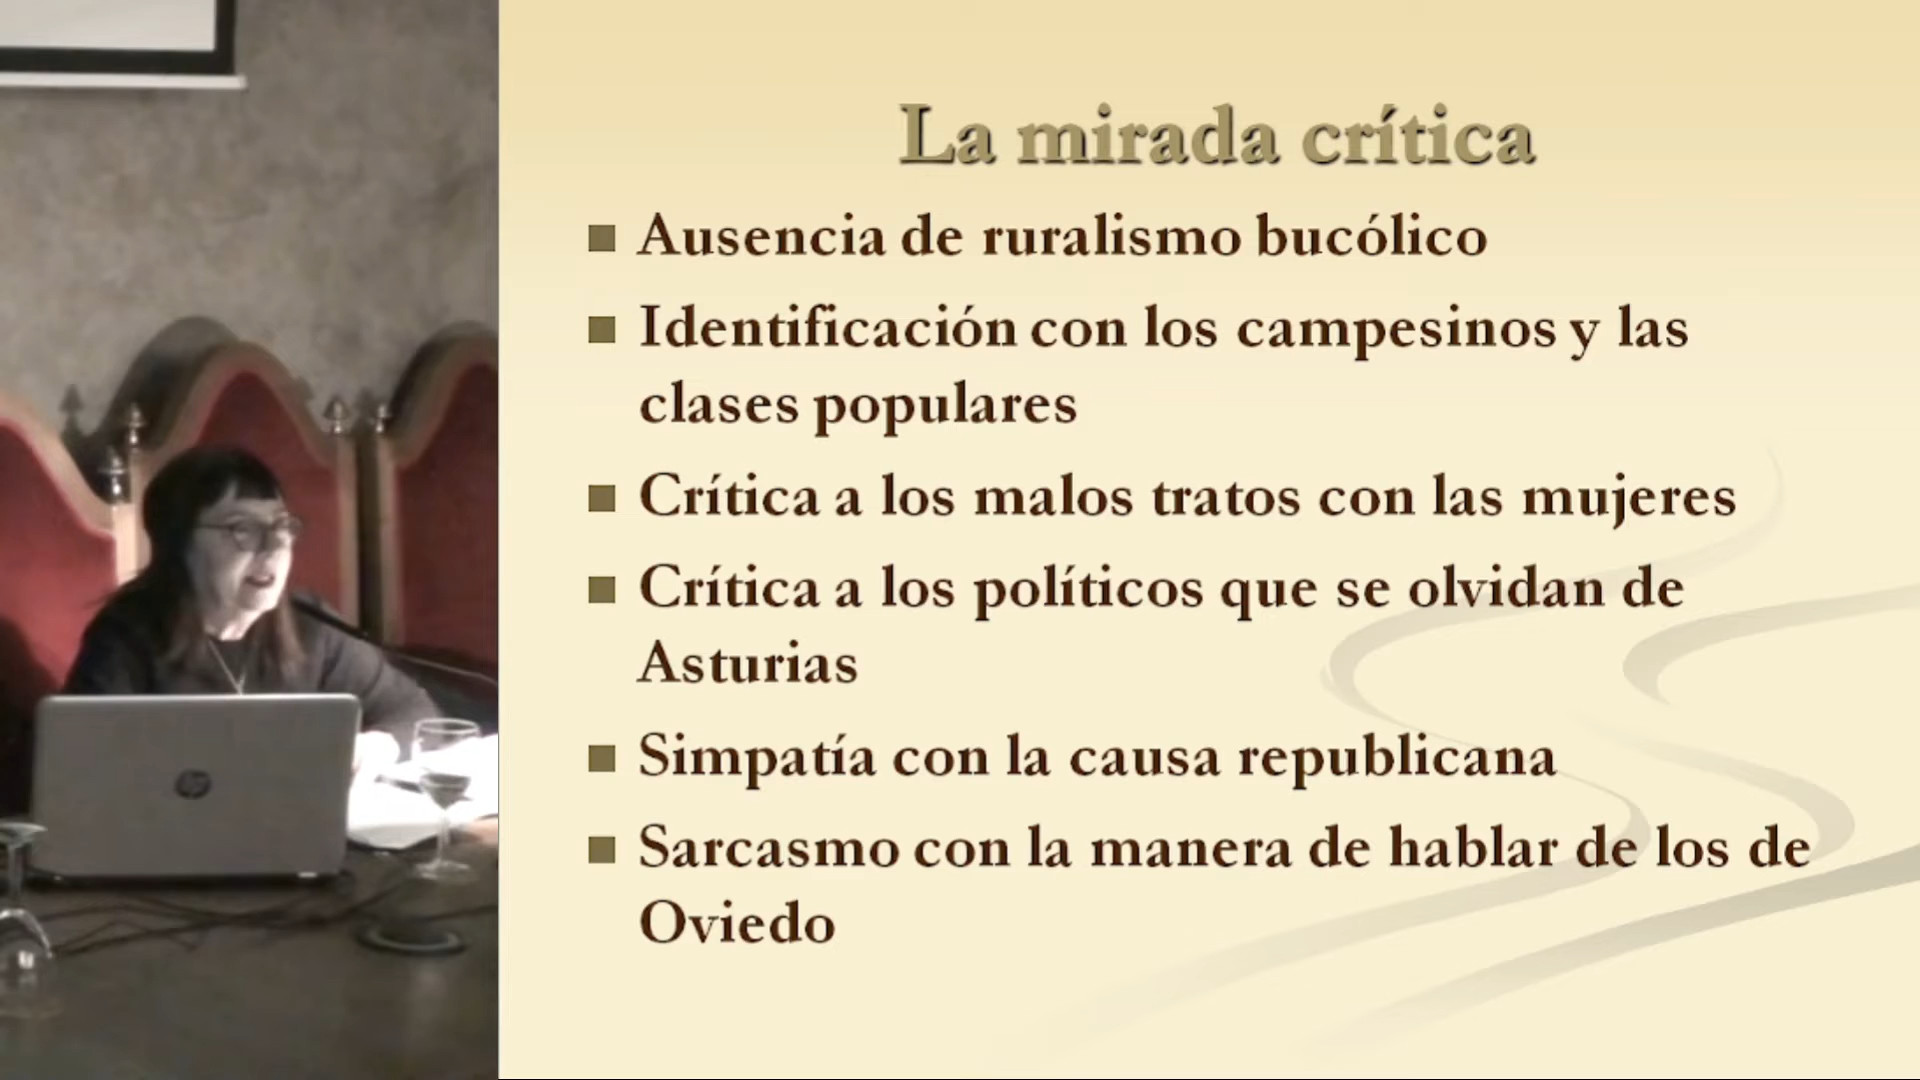 La mirada crítica
Ausencia de ruralismo bucólico
Identificación con los campesinos y las
clases populares
Crítica a los malos tratos con las mujeres
Crítica a los políticos que se olvidan de
Asturias
Simpatía con la causa republicana
Sarcasmo con la manera de hablar de los de
Oviedo
hp